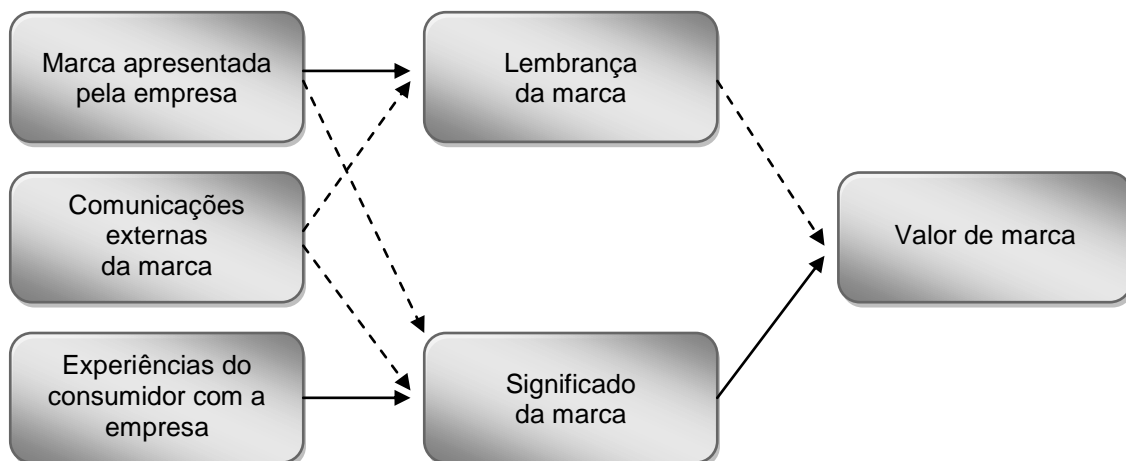 Marca apresentada
pela empresa
Lembrança
da marca
Comunicações
externas
da marca
Valor de marca
Experiências do
consumidor com a
empresa
Significado
da marca